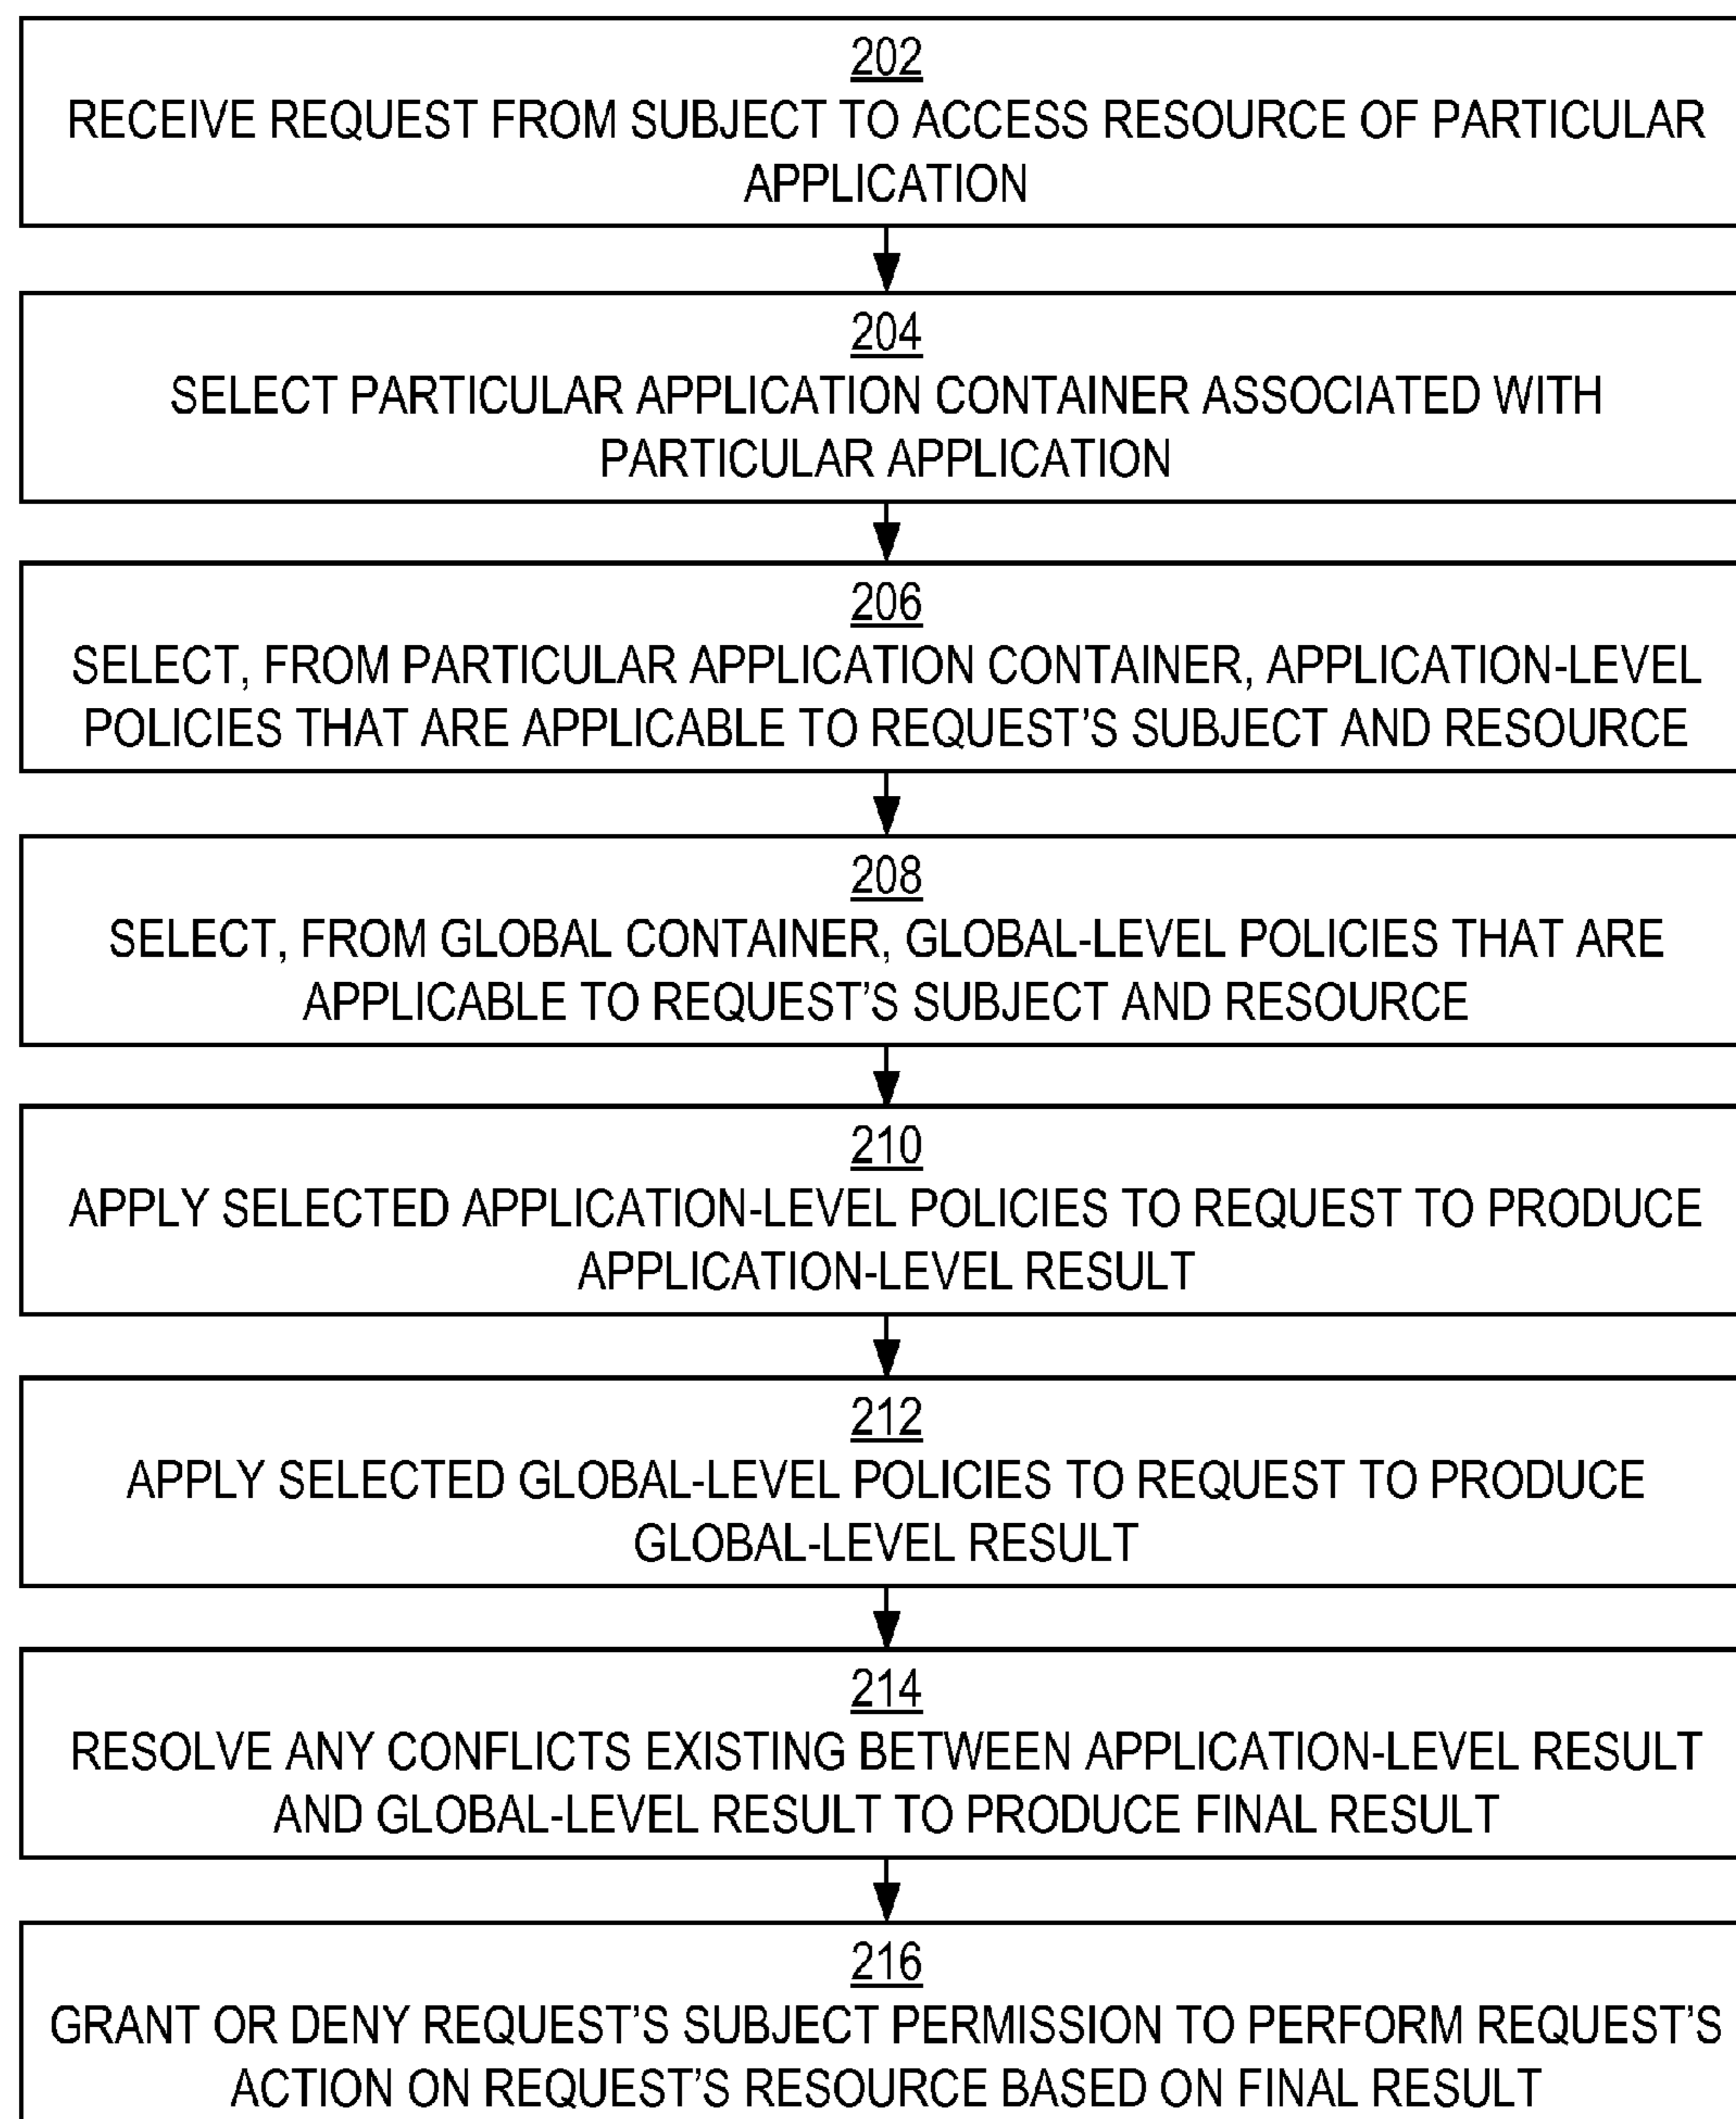 202
RECEIVE REQUEST FROM SUBJECT TO ACCESS RESOURCE OF PARTICULAR
APPLICATION
204
SELECT PARTICULAR APPLICATION CONTAINER ASSOCIATED WITH
PARTICULAR APPLICATION
206
SELECT, FROM PARTICULAR APPLICATION CONTAINER, APPLICATION-LEVEL
POLICIES THAT ARE APPLICABLE TO REQUEST'S SUBJECT AND RESOURCE
208
SELECT, FROM GLOBAL CONTAINER, GLOBAL-LEVEL POLICIES THAT ARE
APPLICABLE TO REQUEST'S SUBJECT AND RESOURCE
210
APPLY SELECTED APPLICATION-LEVEL POLICIES TO REQUEST TO PRODUCE
APPLICATION-LEVEL RESULT
212
APPLY SELECTED GLOBAL-LEVEL POLICIES TO REQUEST TO PRODUCE
GLOBAL-LEVEL RESULT
214
RESOLVE ANY CONFLICTS EXISTING BETWEEN APPLICATION-LEVEL RESULT
AND GLOBAL-LEVEL RESULT TO PRODUCE FINAL RESULT
216
GRANT OR DENY REQUEST'S SUBJECT PERMISSION TO PERFORM REQUEST'S
ACTION ON REQUEST'S RESOURCE BASED ON FINAL RESULT